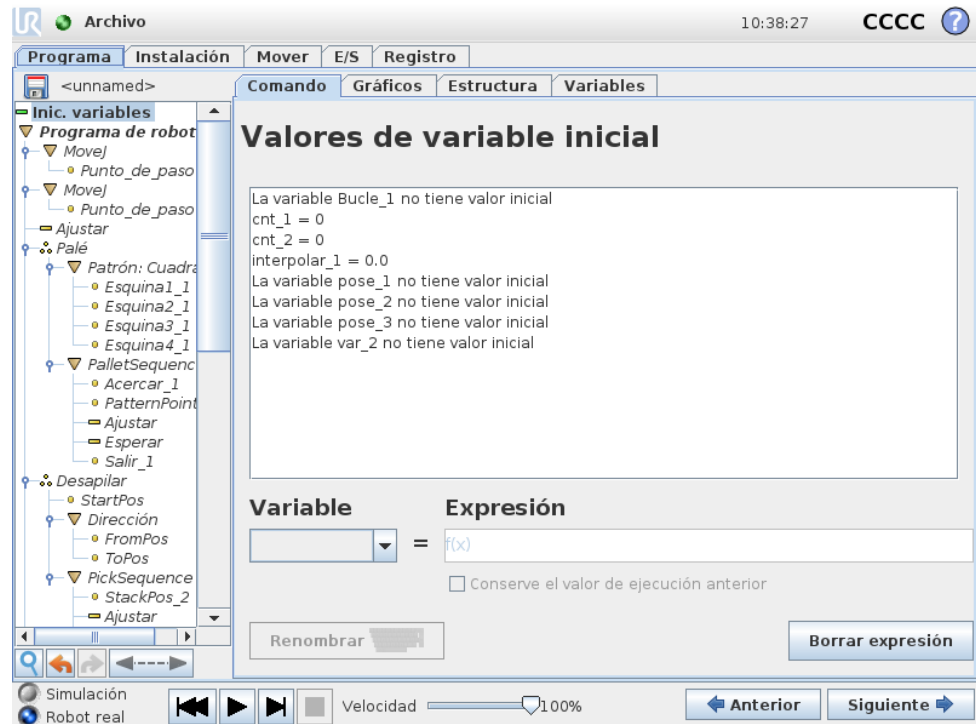 UR Archivo 10:38:27 CCCC ?
Programa Instalación Mover E/S Registro
<unnamed> Comando Gráficos Estructura Variables
Inic. variables
Programa de robot
MoveJ
Punto_de_paso
MoveJ
Punto_de_paso
Ajustar
Palé
Patrón: Cuadra
Esquina1_1
Esquina2_1
Esquina3_1
Esquina4_1
PalletSequenc
Acercar_1
PatternPoint
Ajustar
Esperar
Salir_1
Desapilar
StartPos
Dirección
FromPos
ToPos
PickSequence
StackPos_2
Ajustar
Valores de variable inicial
La variable Bucle_1 no tiene valor inicial
cnt_1 = 0
cnt_2 = 0
interpolar_1 = 0.0
La variable pose_1 no tiene valor inicial
La variable pose_2 no tiene valor inicial
La variable pose_3 no tiene valor inicial
La variable var_2 no tiene valor inicial
Variable Expresión
= f(x)
Conserve el valor de ejecución anterior
Renombrar Borrar expresión
Simulación
Robot real
Velocidad 100% Anterior Siguiente